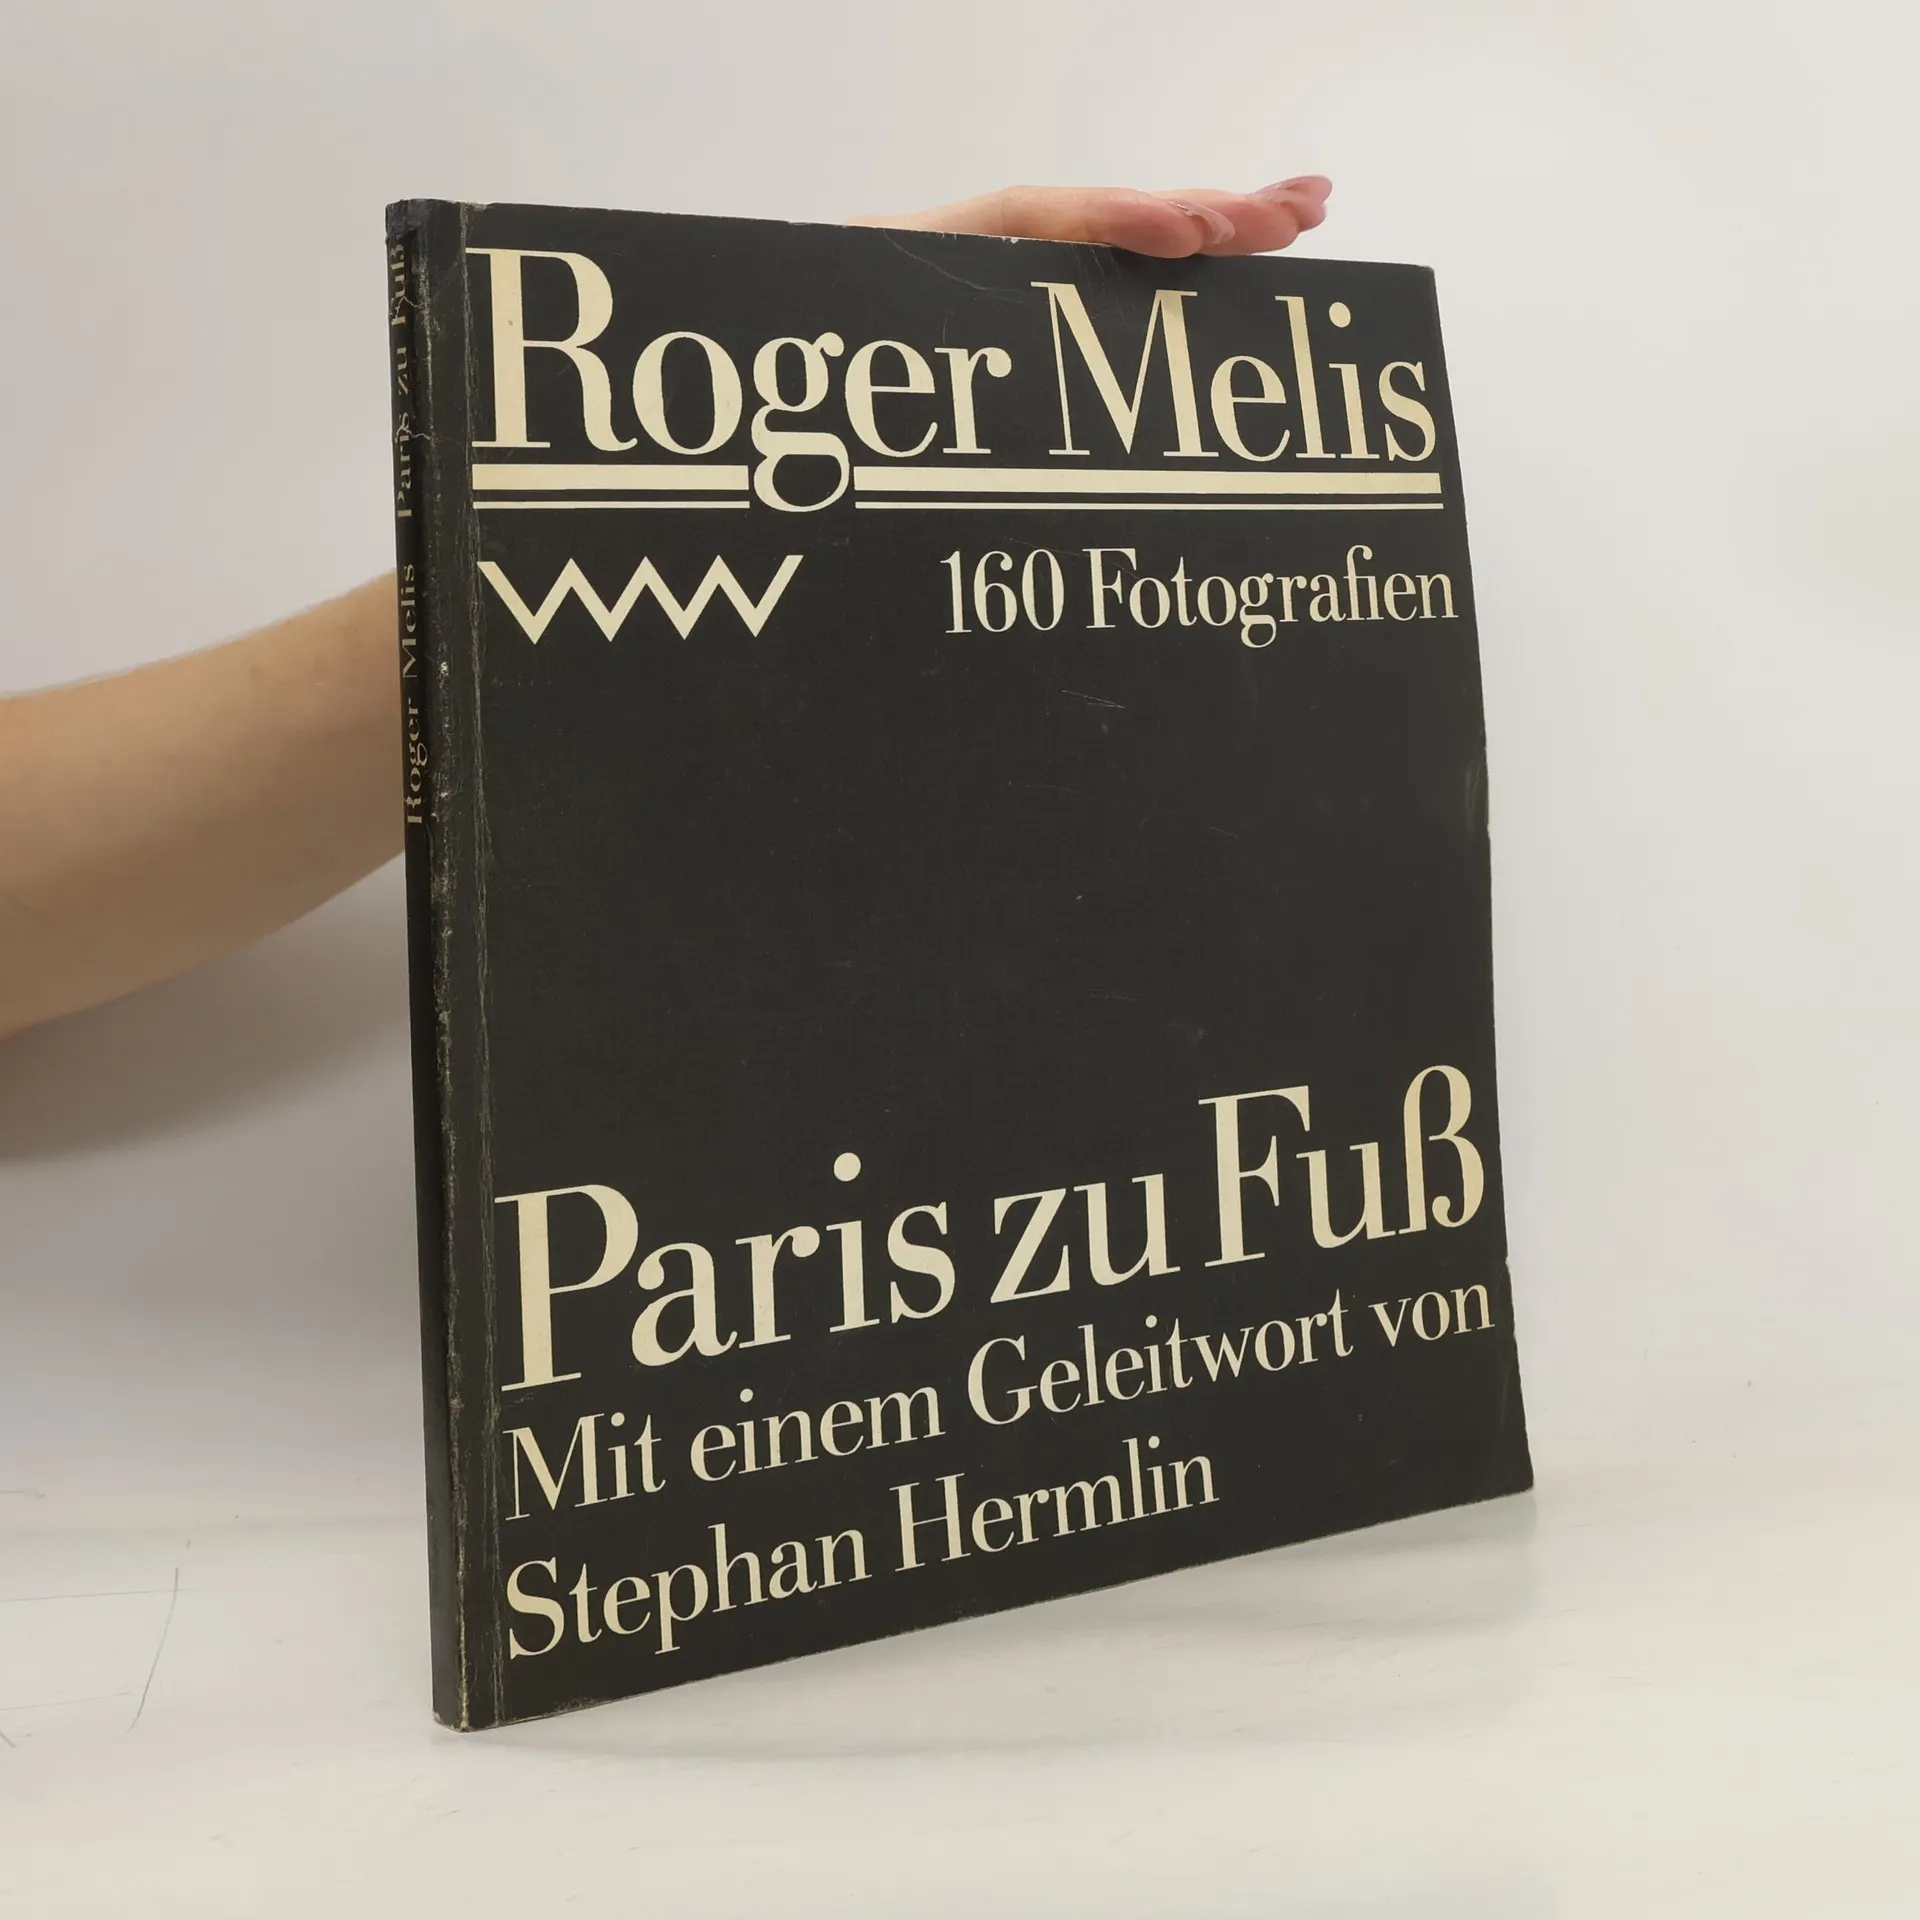 Roger Melis
160 Fotografien
Paris zu Fuß
Mit einem Geleitwort von
Stephan Hermlin
Roger Melis Paris zu Fuß